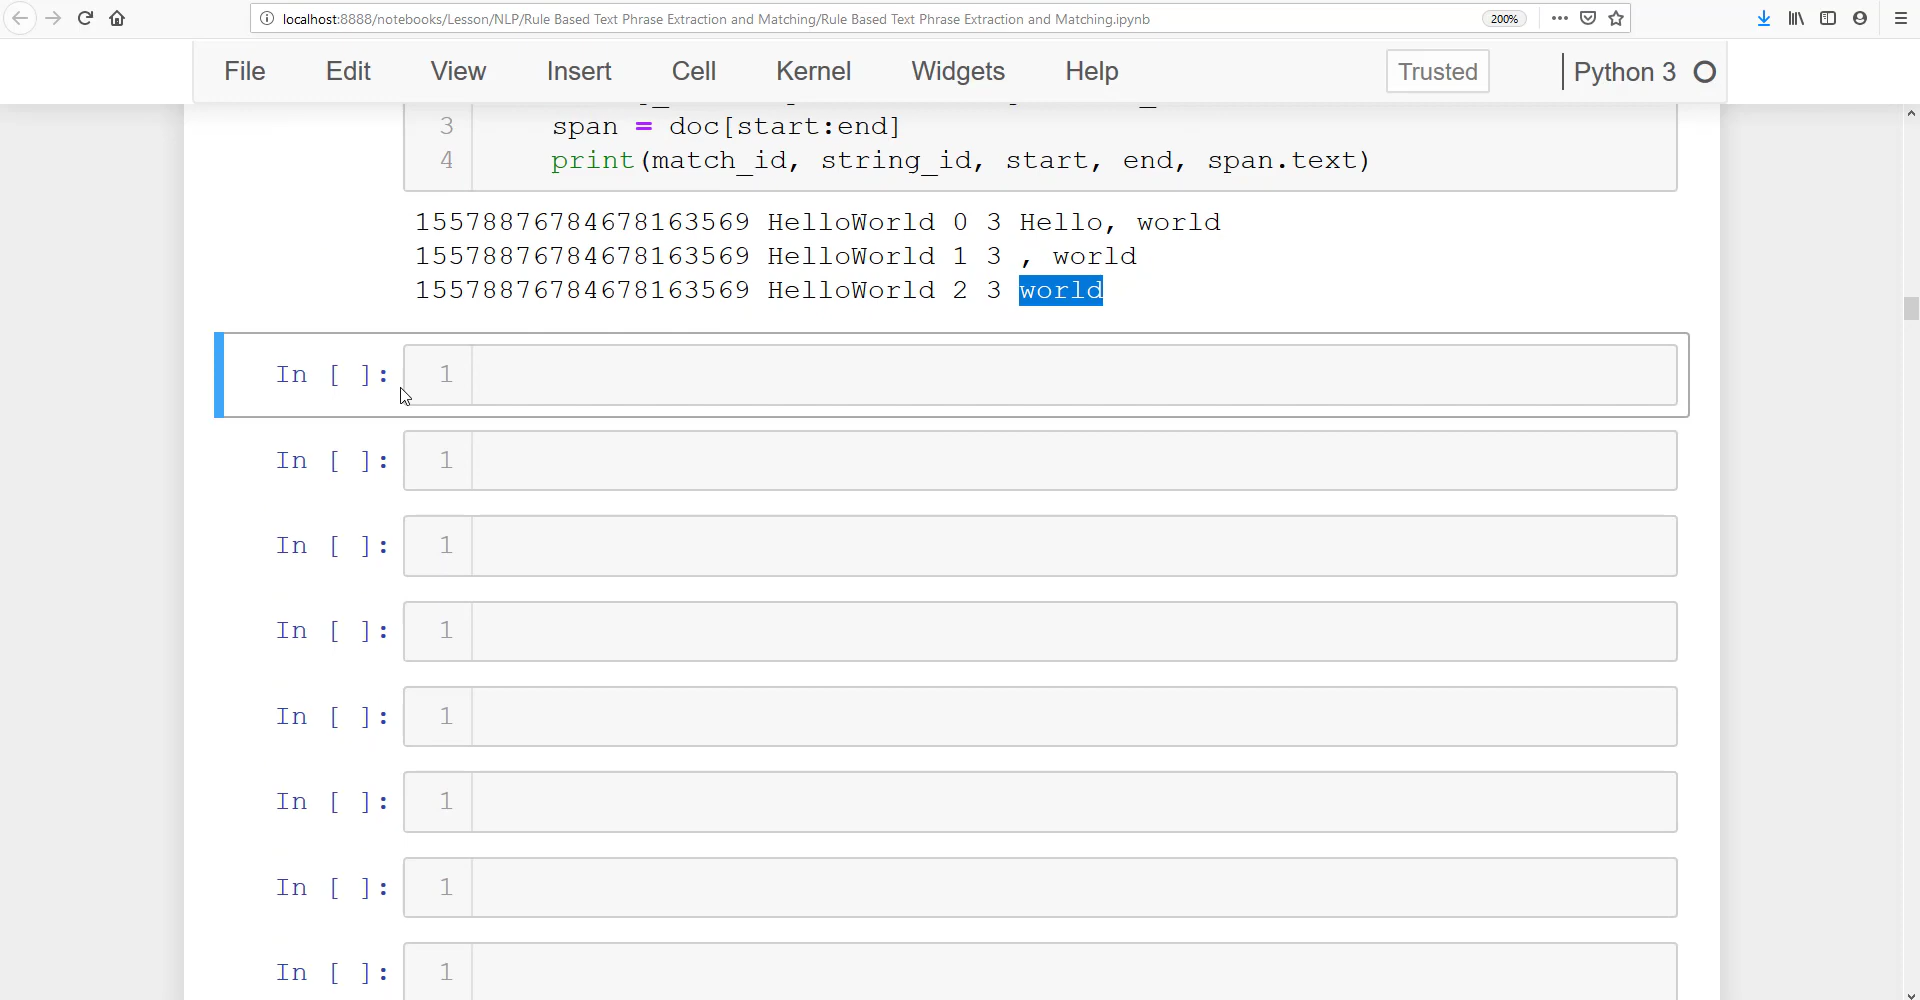 localhost:8888/notebooks/Lesson/NLP/Rule Based Text Phrase Extraction and Matching/Rule Based Text Phrase Extraction and Matching.ipynb 200%
File Edit View Insert Cell Kernel Widgets Help Trusted Python 3
3 span = doc[start:end]
4 print(match_id, string_id, start, end, span.text)
15578876784678163569 HelloWorld 0 3 Hello, world
15578876784678163569 HelloWorld 1 3 , world
15578876784678163569 HelloWorld 2 3 world
In [ ]: 1
In [ ]: 1
In [ ]: 1
In [ ]: 1
In [ ]: 1
In [ ]: 1
In [ ]: 1
In [ ]: 1